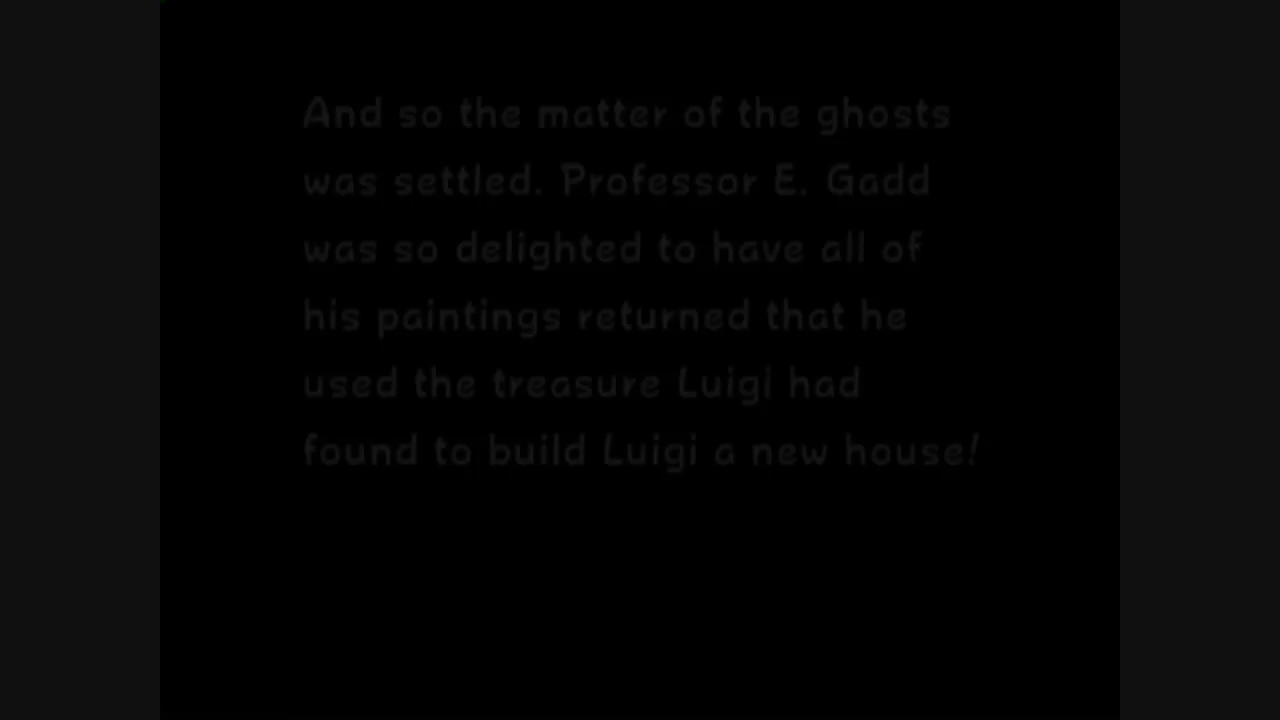 And so the matter of the ghosts
was settled. Professor E. Gadd
was so delighted to have all of
his paintings returned that he
used the treasure Luigi had
found to build Luigi a new house!